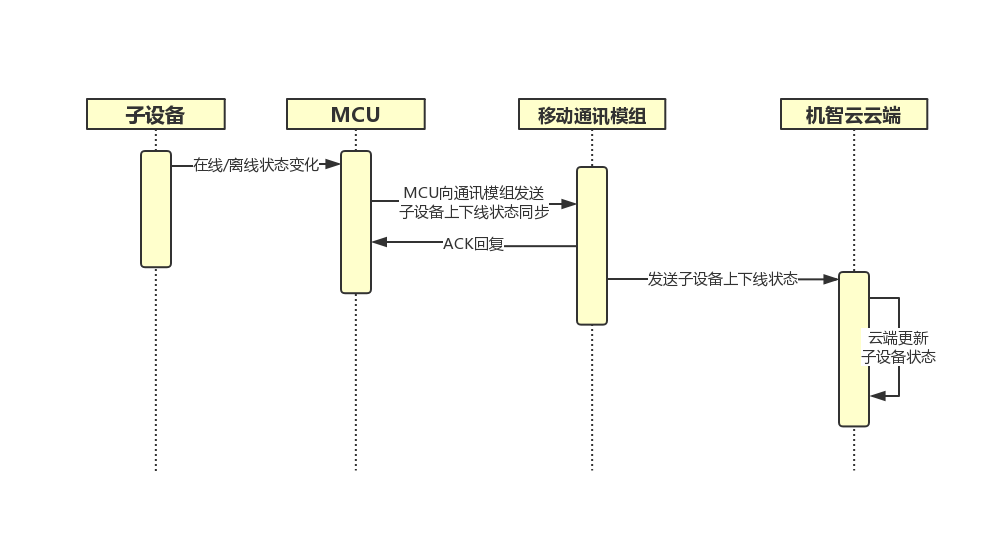 子设备
MCU
移动通讯模组
机智云云端
在线/离线状态变化
MCU向通讯模组发送
子设备上下线状态同步
ACK回复
发送子设备上下线状态
云端更新
子设备状态